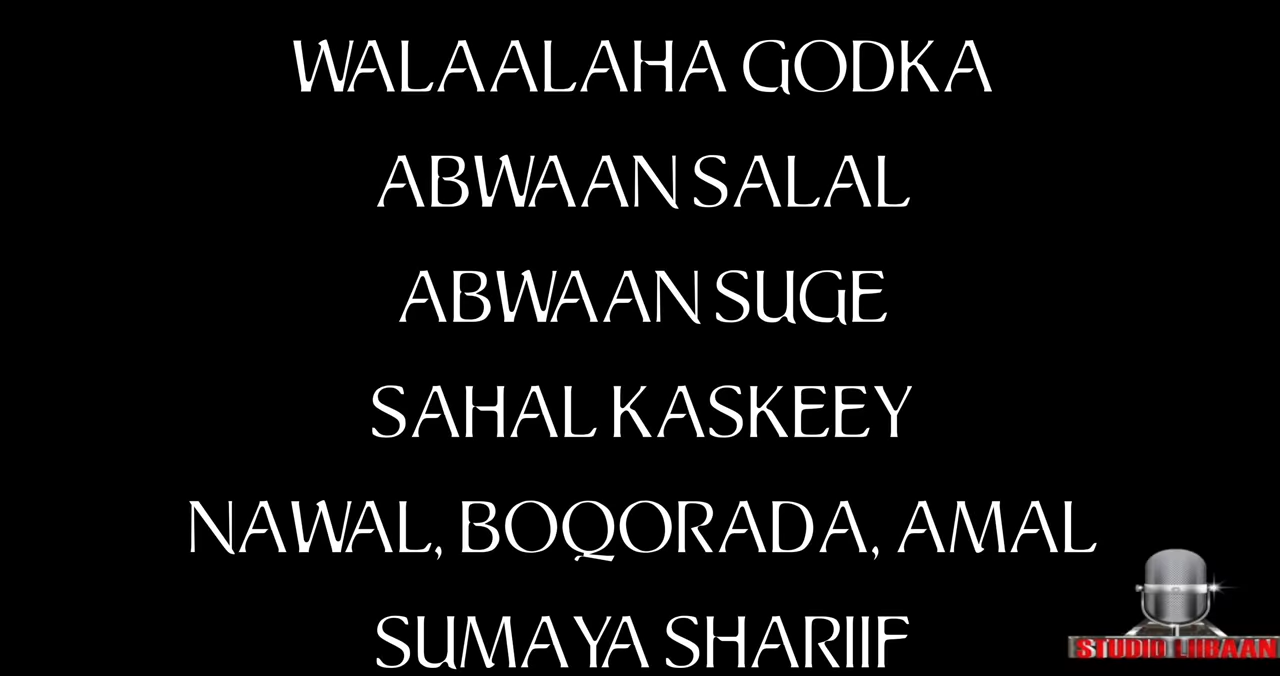 WALAALAHA GODKA
ABWAAN SALAL
ABWAAN SUGE
SAHAL KASKEEY
NAWAL, BOQORADA, AMAL
SUMAYA SHARIIF
STUDIO LIIBAAN